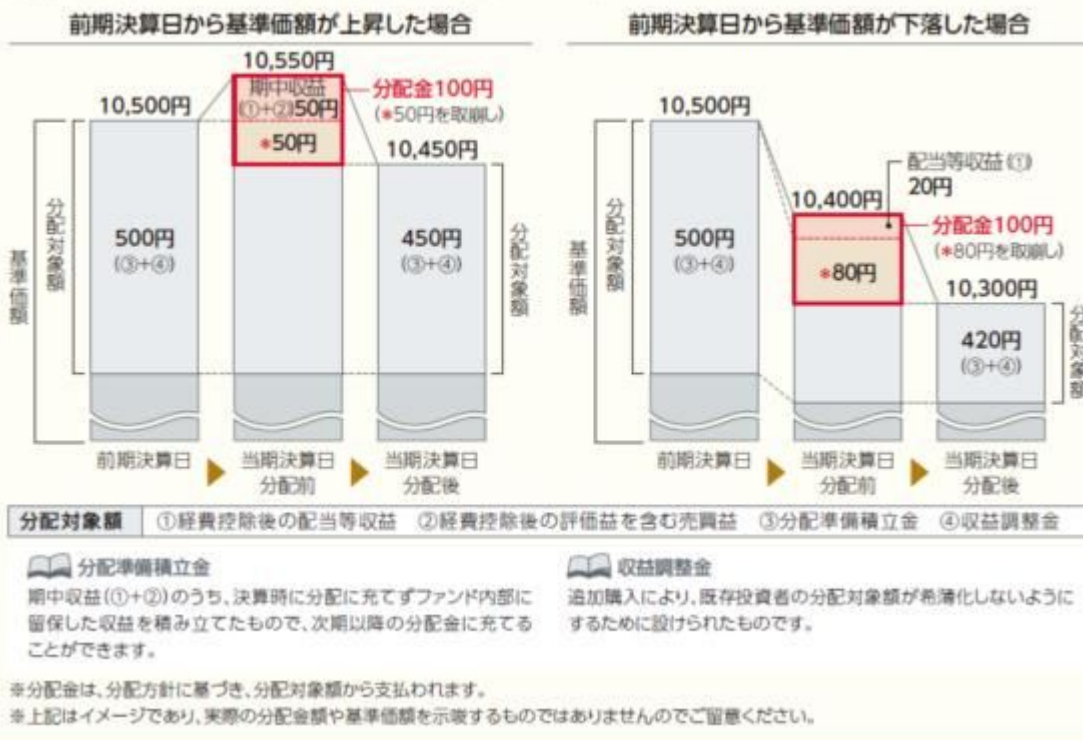 前期決算日から基準価額が上昇した場合
10,550円
10,500円
期中収益
(①+②)50円
分配金100円
(*50円を取崩し)
*50円
10,450円
基準価額
分配対象額
500円
(③+④)
450円
(③+④)
分配対象額
前期決算日
当期決算日
分配前
当期決算日
分配後
前期決算日から基準価額が下落した場合
10,500円
配当等収益(①)
20円
10,400円
分配金100円
(*80円を取崩し)
*80円
10,300円
基準価額
分配対象額
500円
(③+④)
420円
(③+④)
分配対象額
前期決算日
当期決算日
分配前
当期決算日
分配後
分配対象額 ①経費控除後の配当等収益 ②経費控除後の評価益を含む売買益 ③分配準備積立金 ④収益調整金
分配準備積立金
期中収益(①+②)のうち、決算時に分配に充てずファンド内部に
留保した収益を積み立てたもので、次期以降の分配金に充てる
ことができます。
収益調整金
追加購入により、既存投資者の分配対象額が希薄化しないように
するために設けられたものです。
※分配金は、分配方針に基づき、分配対象額から支払われます。
※上記はイメージであり、実際の分配金額や基準価額を示唆するものではありませんのでご留意ください。